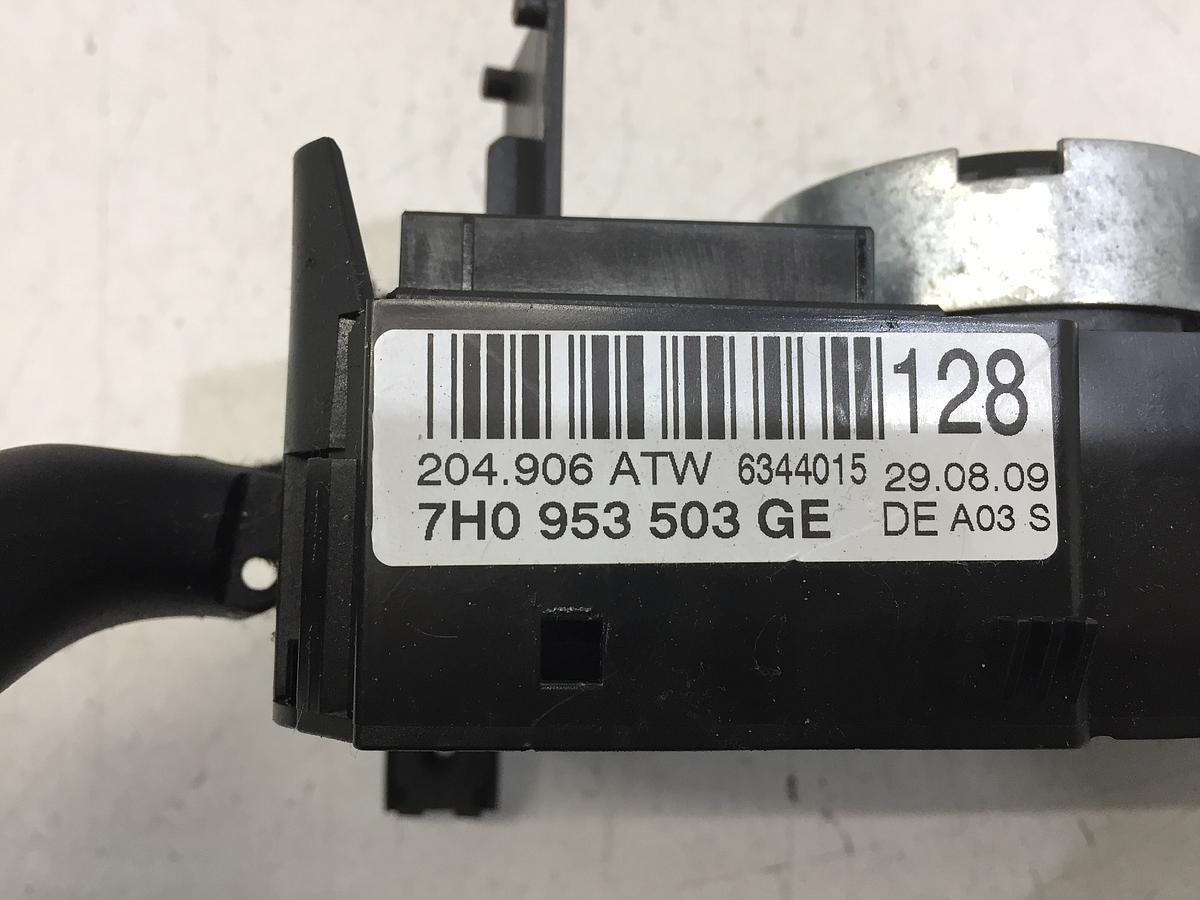 128
204.906 ATW 6344015 29.08.09
7H0 953 503 GE DE A03 S